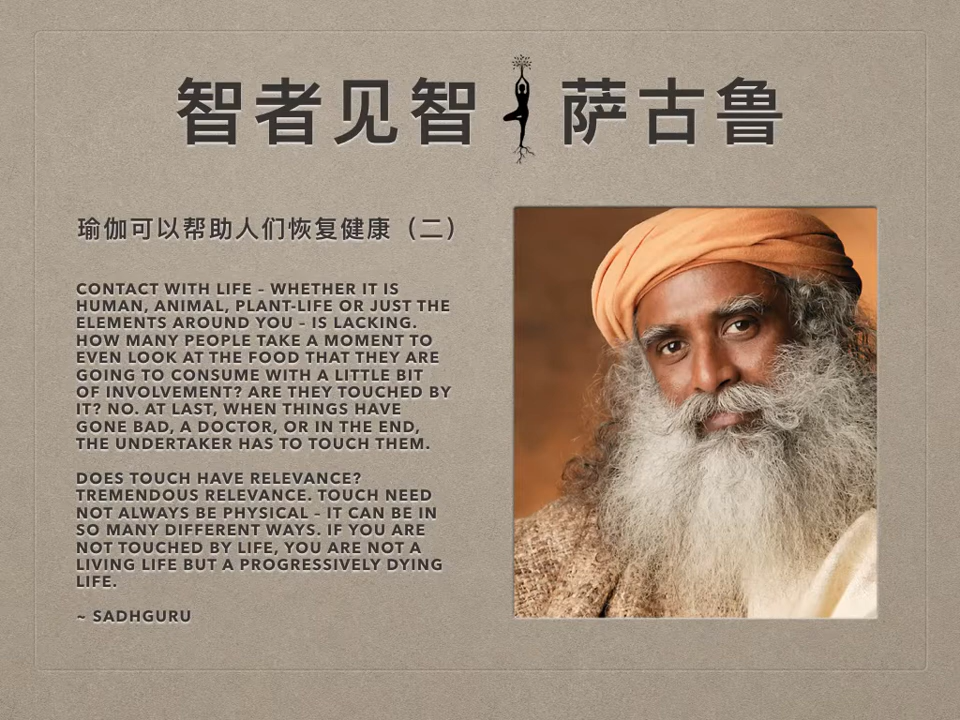 智者见智 萨古鲁
瑜伽可以帮助人们恢复健康（二）
CONTACT WITH LIFE – WHETHER IT IS
HUMAN, ANIMAL, PLANT-LIFE OR JUST THE
ELEMENTS AROUND YOU – IS LACKING.
HOW MANY PEOPLE TAKE A MOMENT TO
EVEN LOOK AT THE FOOD THAT THEY ARE
GOING TO CONSUME WITH A LITTLE BIT
OF INVOLVEMENT? ARE THEY TOUCHED BY
IT? NO. AT LAST, WHEN THINGS HAVE
GONE BAD, A DOCTOR, OR IN THE END,
THE UNDERTAKER HAS TO TOUCH THEM.
DOES TOUCH HAVE RELEVANCE?
TREMENDOUS RELEVANCE. TOUCH NEED
NOT ALWAYS BE PHYSICAL – IT CAN BE IN
SO MANY DIFFERENT WAYS. IF YOU ARE
NOT TOUCHED BY LIFE, YOU ARE NOT A
LIVING LIFE BUT A PROGRESSIVELY DYING
LIFE.
~ SADHGURU